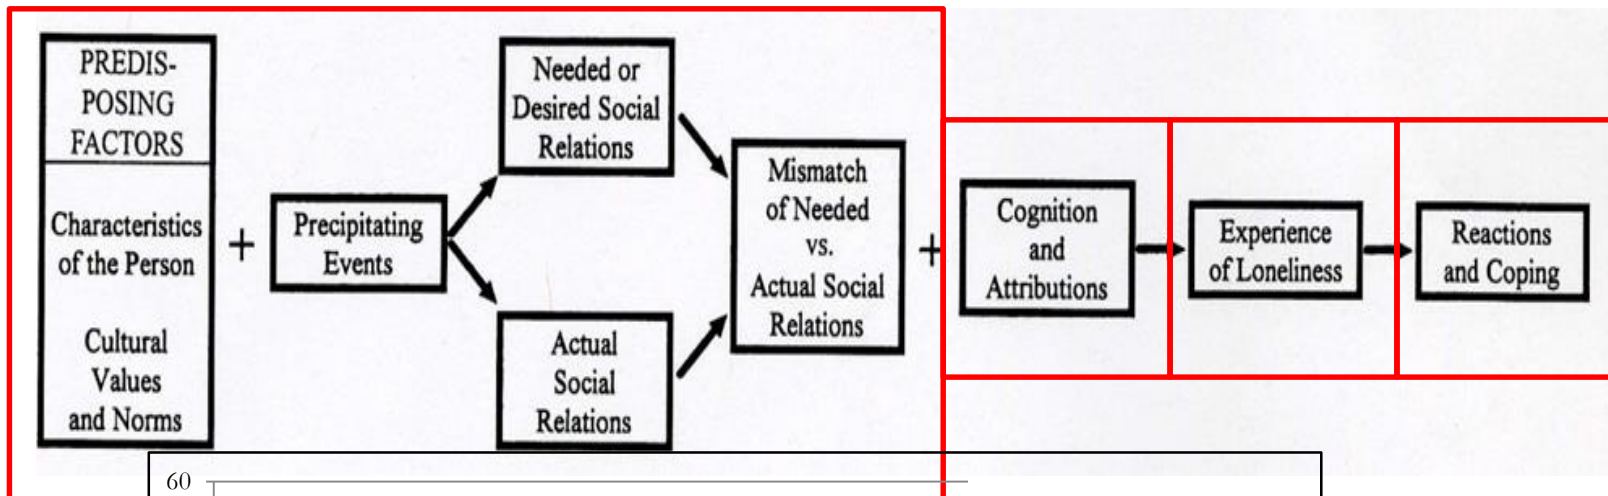 PREDIS-
POSING
FACTORS
Characteristics
of the Person
Cultural
Values
and Norms
+
Precipitating
Events
Needed or
Desired Social
Relations
Actual
Social
Relations
Mismatch
of Needed
vs.
Actual Social
Relations
+
Cognition
and
Attributions
Experience
of Loneliness
Reactions
and Coping
60